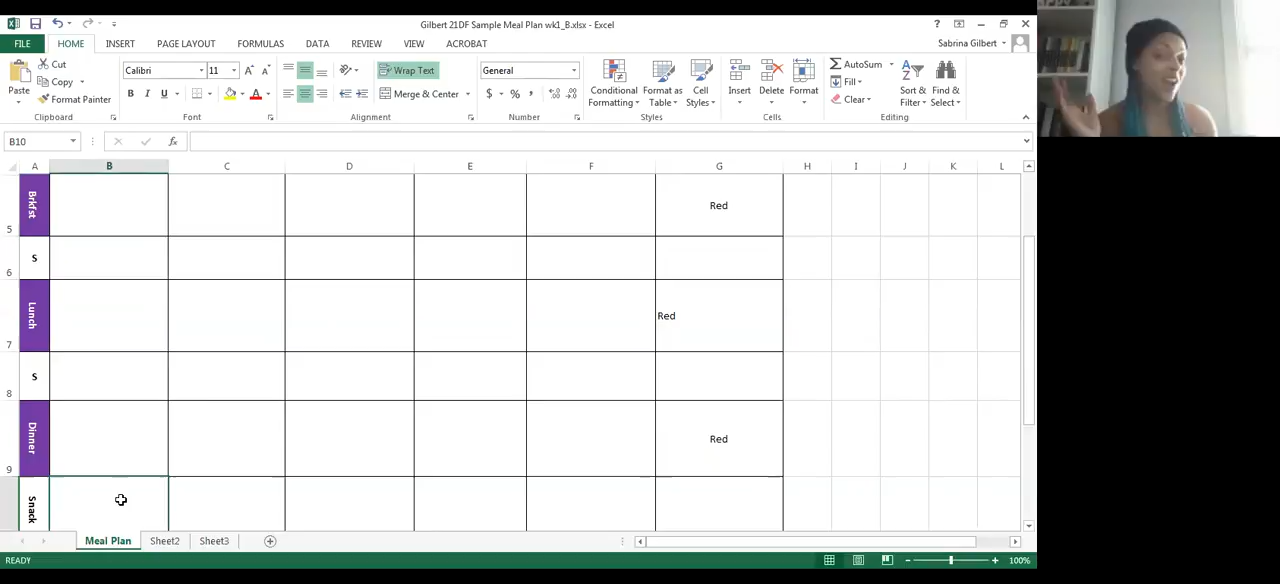 Gilbert 21DF Sample Meal Plan wk1_B.xlsx - Excel
FILE HOME INSERT PAGE LAYOUT FORMULAS DATA REVIEW VIEW ACROBAT Sabrina Gilbert
Paste
Cut
Copy
Format Painter
Clipboard
Calibri 11
B I U
Font
Wrap Text
Merge & Center
Alignment
General
$ % ,
Number
Conditional Formatting
Format as Table
Cell Styles
Styles
Insert Delete Format
Cells
AutoSum
Fill
Clear
Sort & Filter
Find & Select
Editing
B10 fx
A B C D E F G H I J K L
5 Brkfst Red
6 S
7 Lunch Red
8 S
9 Dinner Red
Snack
Meal Plan Sheet2 Sheet3
READY 100%